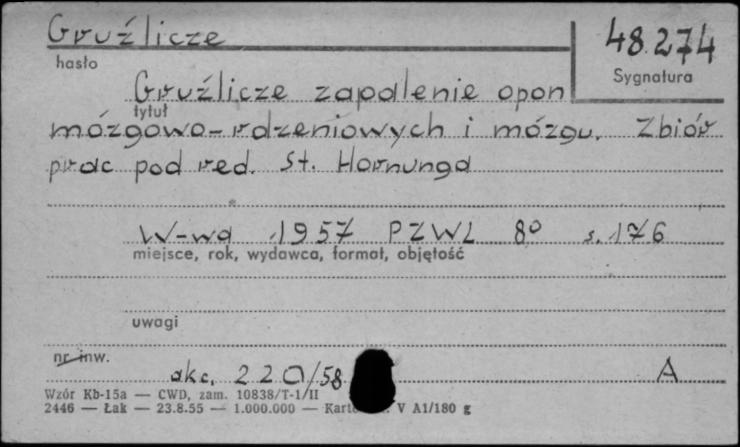 Gruźlicze
48.274
hasło
Sygnatura
Gruźlicze zapalenie opon
tytuł
mózgowo-rdzeniowych i mózgu. Zbiór
prac pod red. St. Hornunga
W-wa 1957 PZWL 8° s. 176
miejsce, rok, wydawca, format, objętość
uwagi
nr inw.
akc. 220/58 A
Wzór Kb-15a — CWD, zam. 10838/T-1/II
2446 — Łak — 23.8.55 — 1.000.000 — V A1/180 g